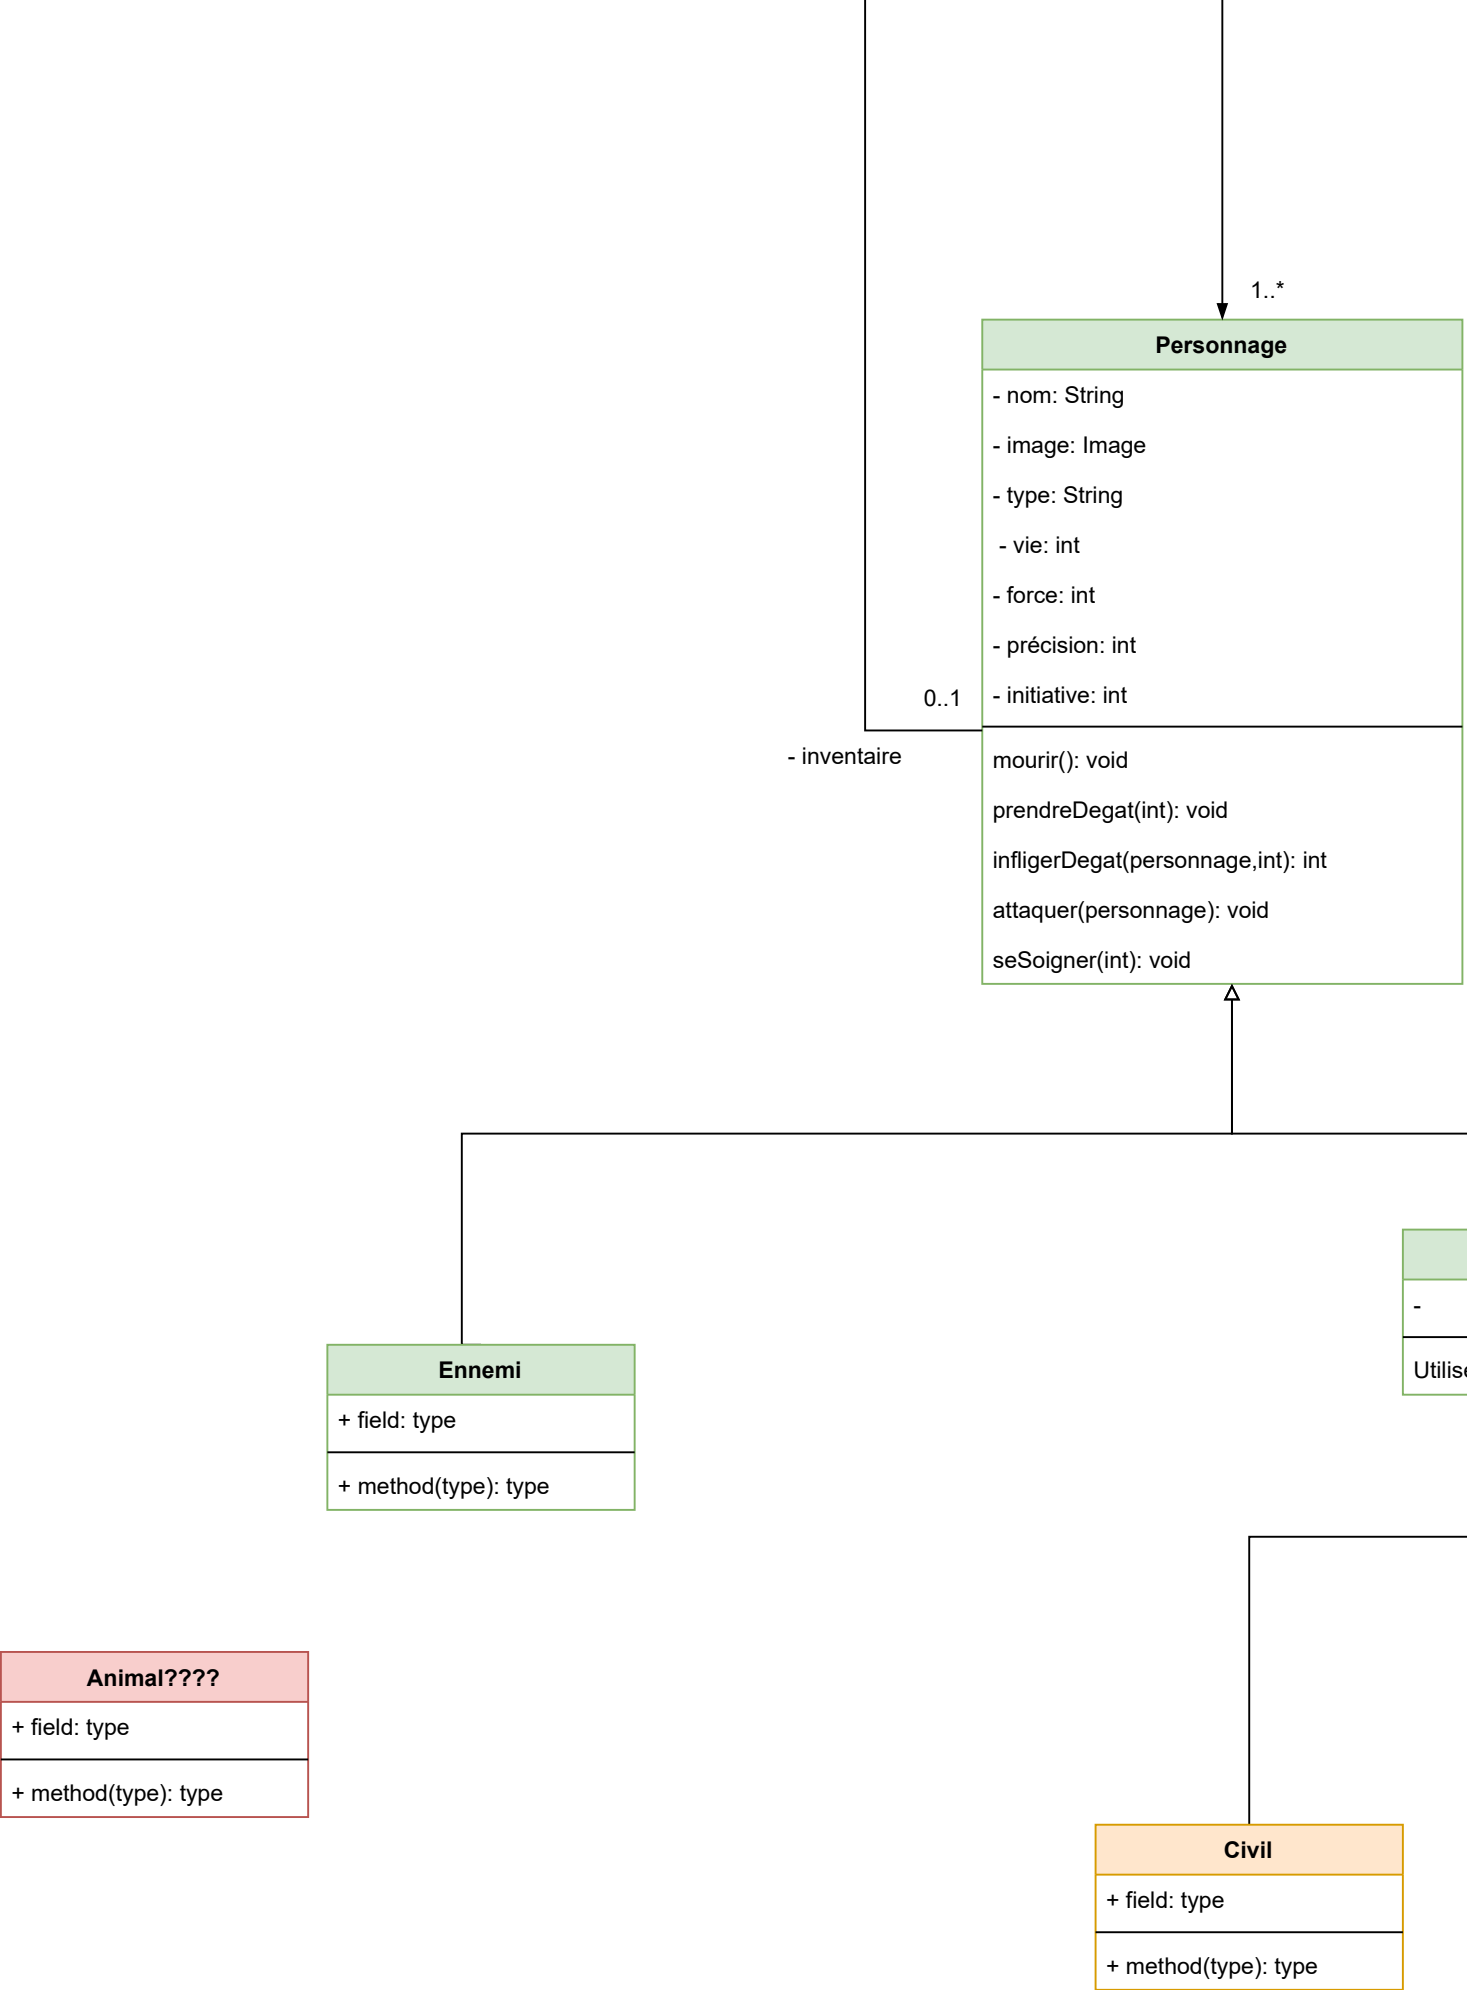 1..*
Personnage
- nom: String
- image: Image
- type: String
- vie: int
- force: int
- précision: int
- initiative: int
0..1
- inventaire
mourir(): void
prendreDegat(int): void
infligerDegat(personnage,int): int
attaquer(personnage): void
seSoigner(int): void
-
Ennemi
+ field: type
+ method(type): type
Animal????
+ field: type
+ method(type): type
Civil
+ field: type
+ method(type): type